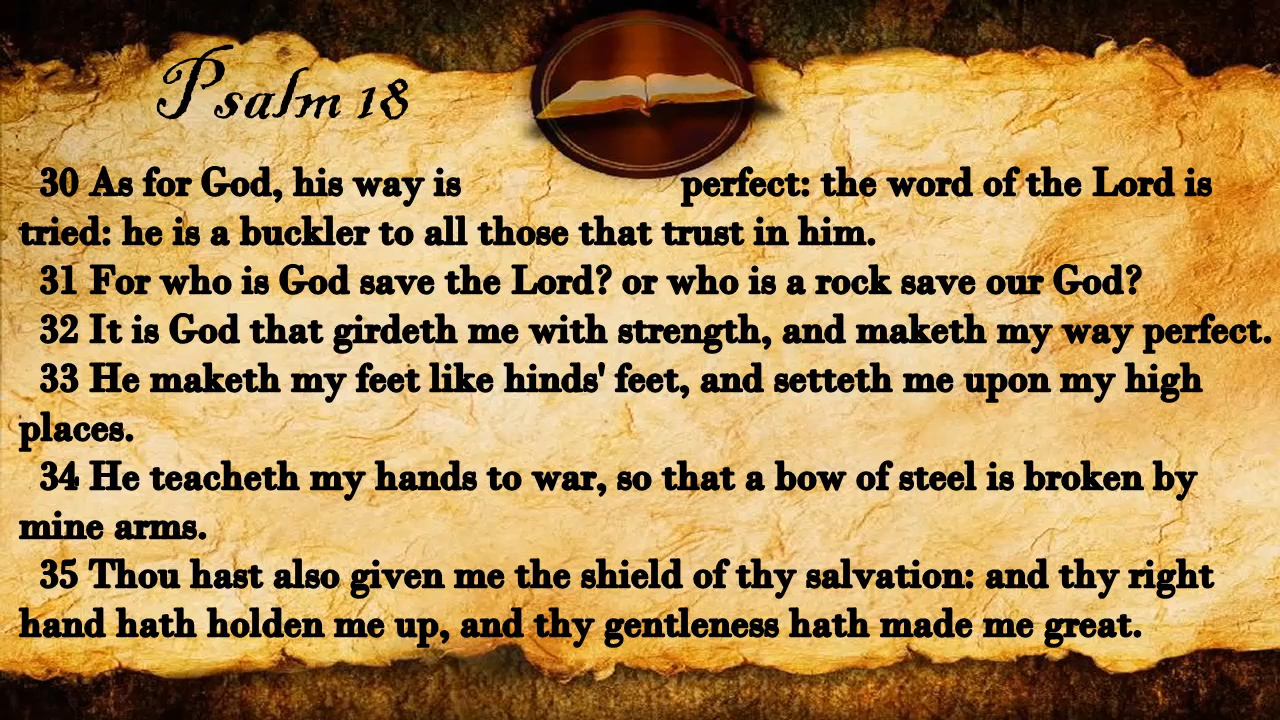 Psalm 18
30 As for God, his way is perfect: the word of the Lord is
tried: he is a buckler to all those that trust in him.
31 For who is God save the Lord? or who is a rock save our God?
32 It is God that girdeth me with strength, and maketh my way perfect.
33 He maketh my feet like hinds' feet, and setteth me upon my high
places.
34 He teacheth my hands to war, so that a bow of steel is broken by
mine arms.
35 Thou hast also given me the shield of thy salvation: and thy right
hand hath holden me up, and thy gentleness hath made me great.